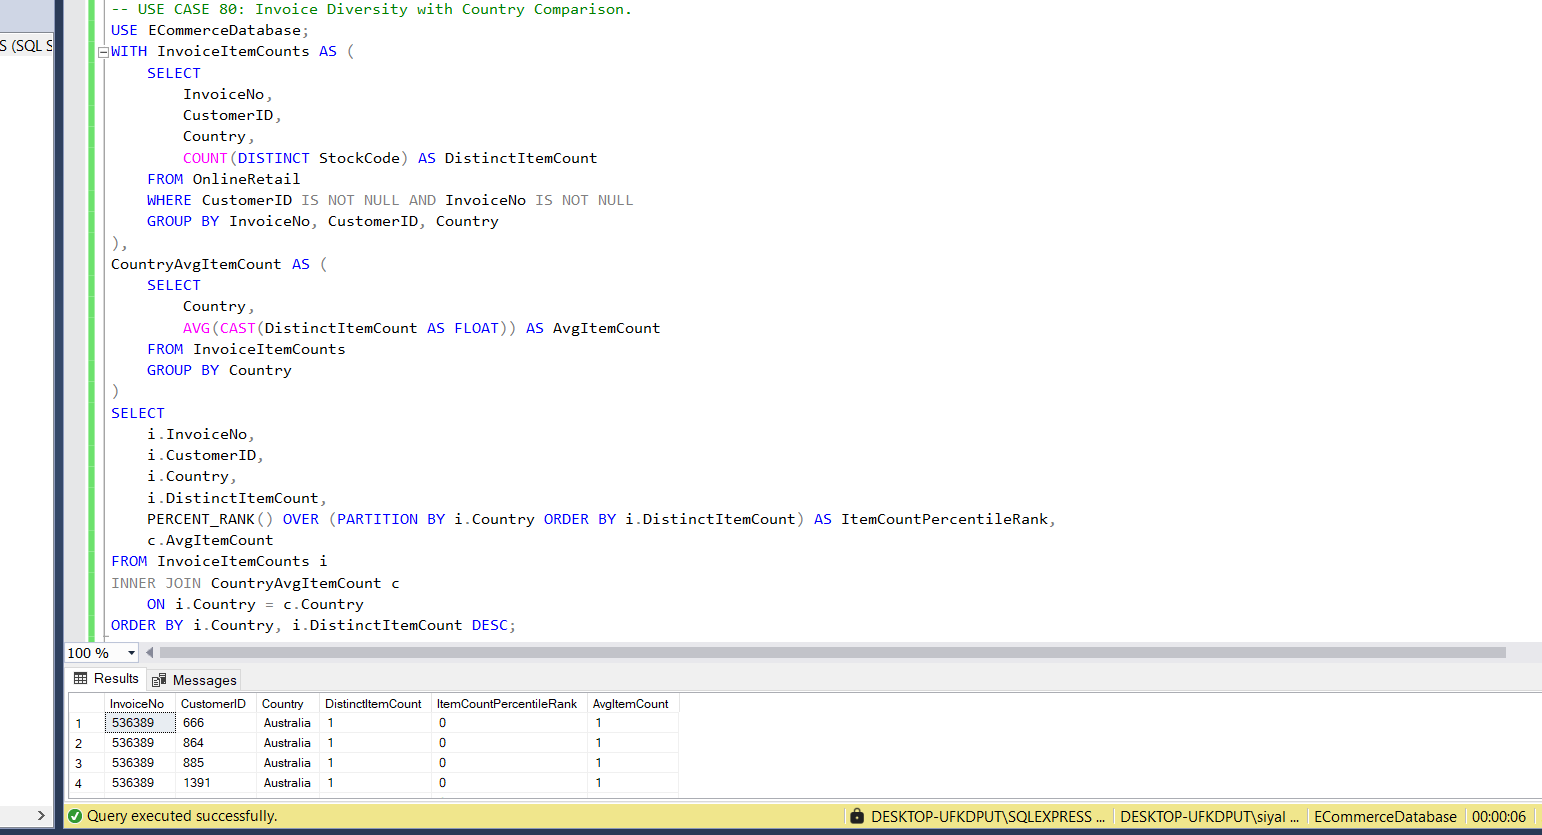 -- USE CASE 80: Invoice Diversity with Country Comparison.
USE ECommerceDatabase;
WITH InvoiceItemCounts AS (
SELECT
InvoiceNo,
CustomerID,
Country,
COUNT(DISTINCT StockCode) AS DistinctItemCount
FROM OnlineRetail
WHERE CustomerID IS NOT NULL AND InvoiceNo IS NOT NULL
GROUP BY InvoiceNo, CustomerID, Country
),
CountryAvgItemCount AS (
SELECT
Country,
AVG(CAST(DistinctItemCount AS FLOAT)) AS AvgItemCount
FROM InvoiceItemCounts
GROUP BY Country
)
SELECT
i.InvoiceNo,
i.CustomerID,
i.Country,
i.DistinctItemCount,
PERCENT_RANK() OVER (PARTITION BY i.Country ORDER BY i.DistinctItemCount) AS ItemCountPercentileRank,
c.AvgItemCount
FROM InvoiceItemCounts i
INNER JOIN CountryAvgItemCount c
ON i.Country = c.Country
ORDER BY i.Country, i.DistinctItemCount DESC;
S (SQL S
100 %
Results Messages
InvoiceNo CustomerID Country DistinctItemCount ItemCountPercentileRank AvgItemCount
1 536389 666 Australia 1 0 1
2 536389 864 Australia 1 0 1
3 536389 885 Australia 1 0 1
4 536389 1391 Australia 1 0 1
Query executed successfully. DESKTOP-UFKDPUT\SQLEXPRESS ... DESKTOP-UFKDPUT\siyal ... ECommerceDatabase 00:00:06